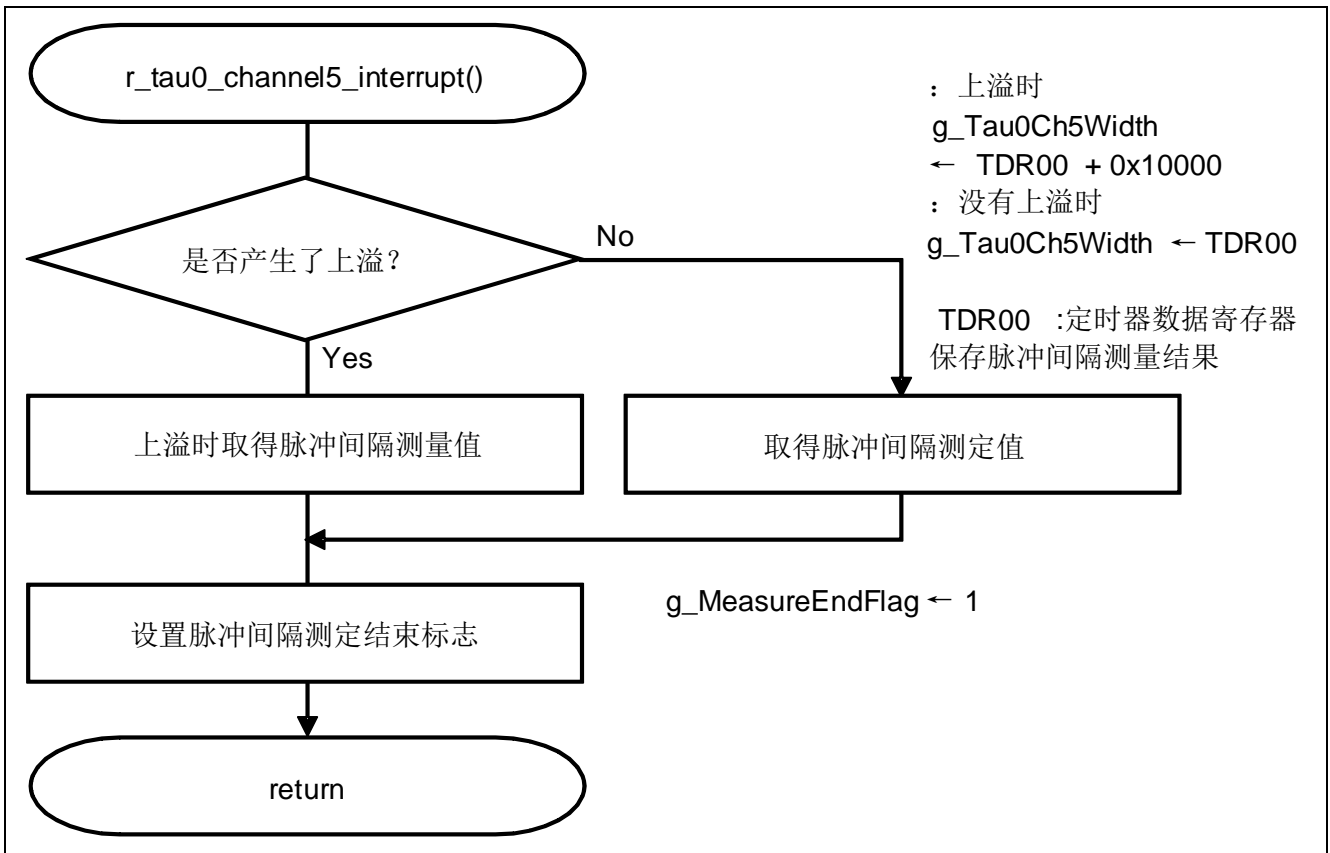 r_tau0_channel5_interrupt()
：上溢时
g_Tau0Ch5Width
← TDR00 + 0x10000
：没有上溢时
g_Tau0Ch5Width ← TDR00
是否产生了上溢？
No
TDR00 :定时器数据寄存器
保存脉冲间隔测量结果
Yes
上溢时取得脉冲间隔测量值
取得脉冲间隔测定值
设置脉冲间隔测定结束标志
g_MeasureEndFlag ← 1
return